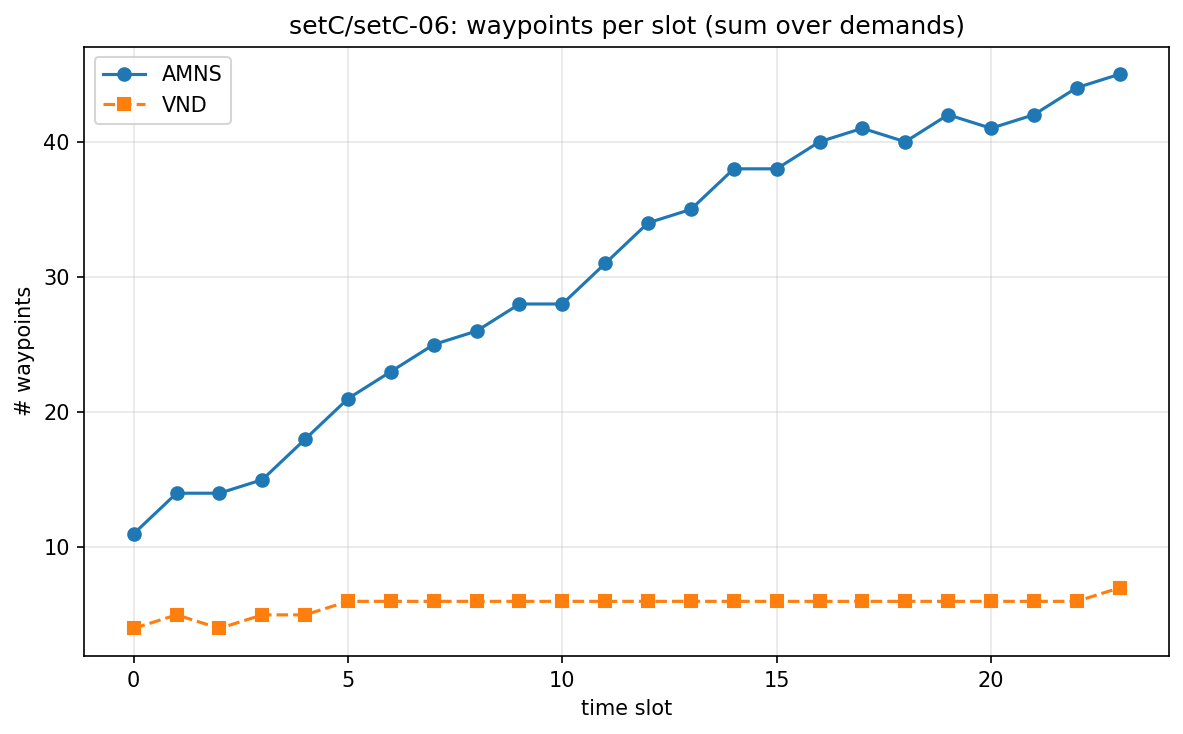 setC/setC-06: waypoints per slot (sum over demands)
AMNS
VND
# waypoints
40
30
20
10
0
5
10
15
20
time slot